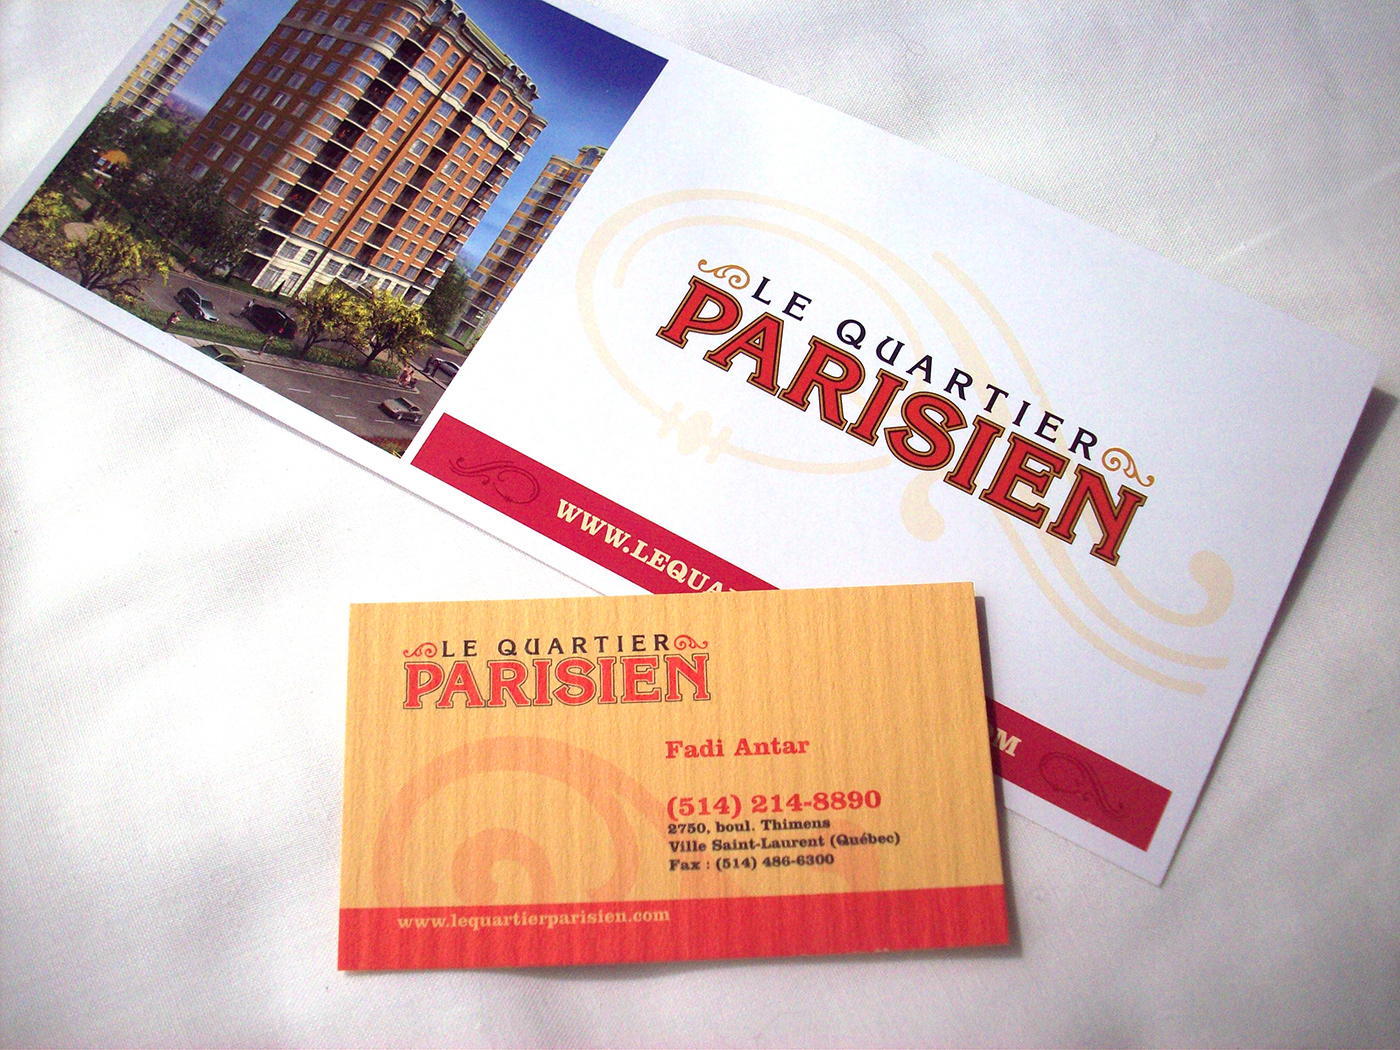 LE QUARTIER
PARISIEN
WWW.LEQUA
OM
LE QUARTIER
PARISIEN
Fadi Antar
(514) 214-8890
2750, boul. Thimens
Ville Saint-Laurent (Québec)
Fax : (514) 486-6300
www.lequartierparisien.com